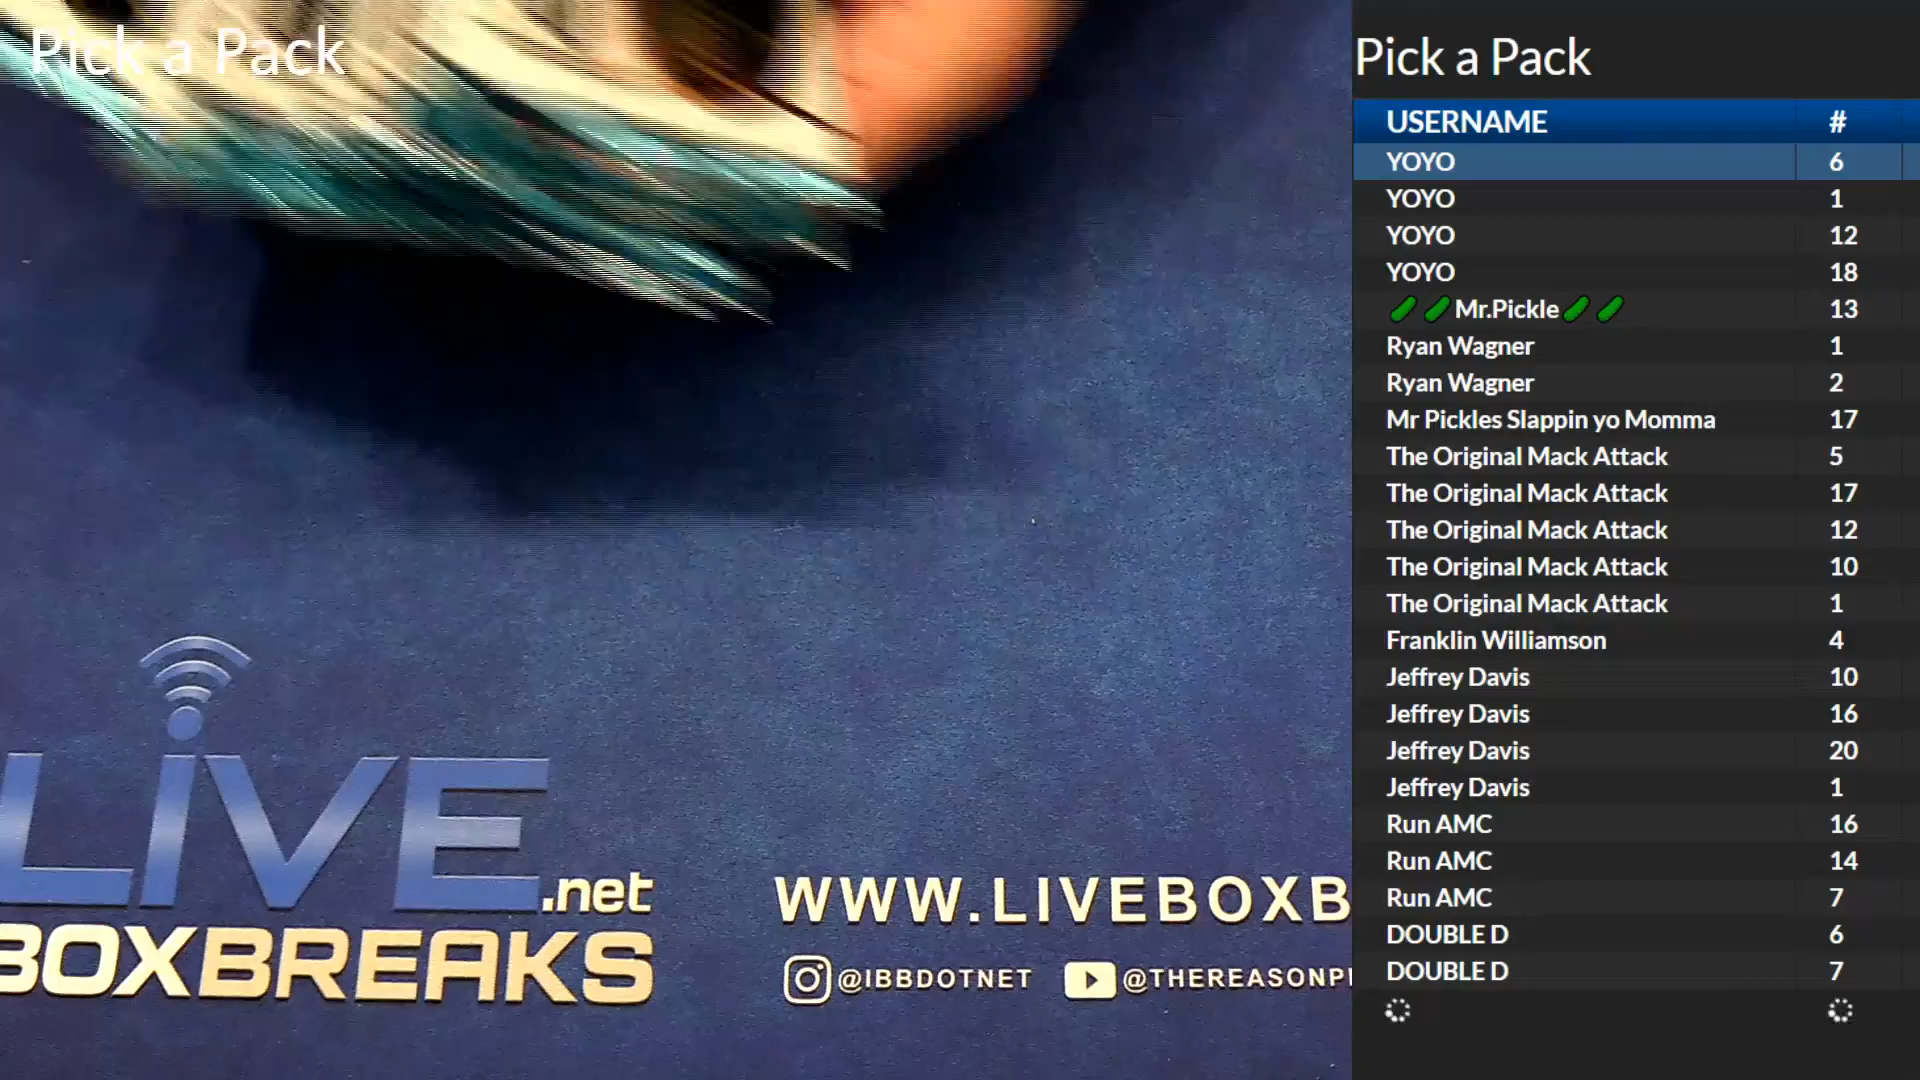 Pick a Pack
Pick a Pack
USERNAME #
YOYO 6
YOYO 1
YOYO 12
YOYO 18
🥒🥒Mr.Pickle🥒🥒 13
Ryan Wagner 1
Ryan Wagner 2
Mr Pickles Slappin yo Momma 17
The Original Mack Attack 5
The Original Mack Attack 17
The Original Mack Attack 12
The Original Mack Attack 10
The Original Mack Attack 1
Franklin Williamson 4
Jeffrey Davis 10
Jeffrey Davis 16
Jeffrey Davis 20
Jeffrey Davis 1
Run AMC 16
Run AMC 14
Run AMC 7
DOUBLE D 6
DOUBLE D 7
LiVE.net
BOXBREAKS
WWW.LIVEBOXB
@IBBDOTNET @THEREASONP